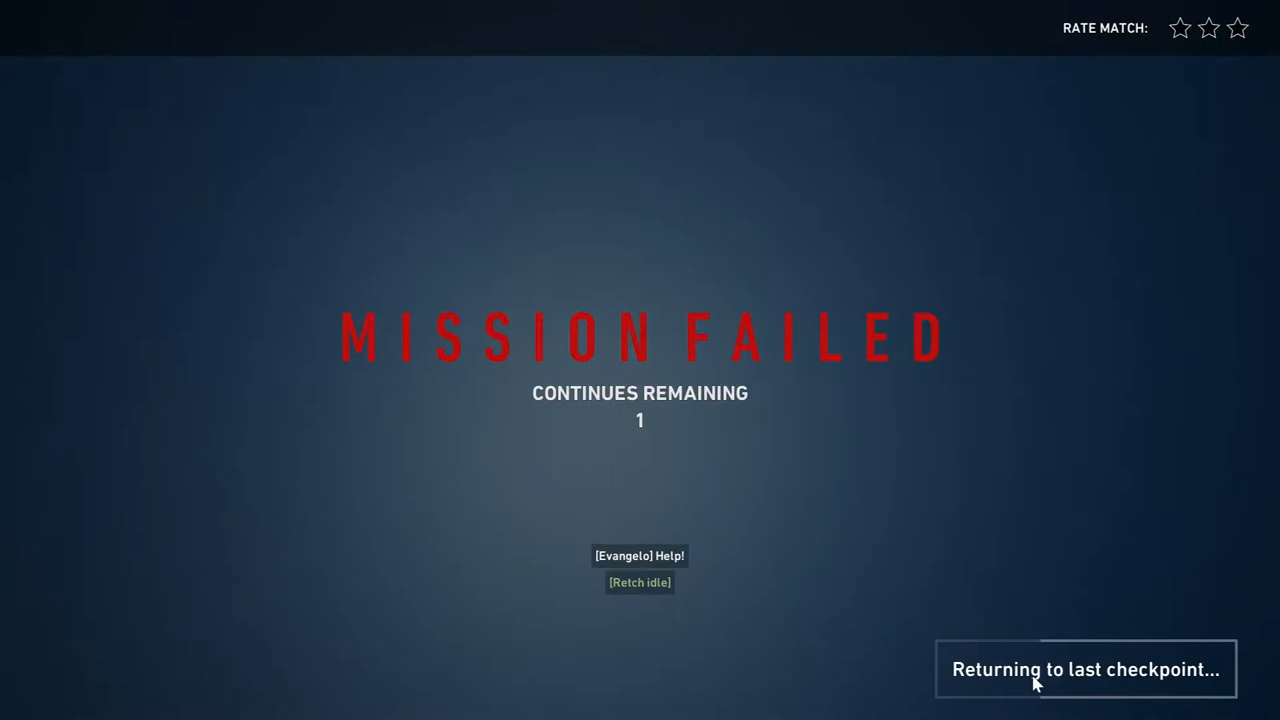 RATE MATCH:
MISSION FAILED
CONTINUES REMAINING
1
[Evangelo] Help!
[Retch idle]
Returning to last checkpoint...